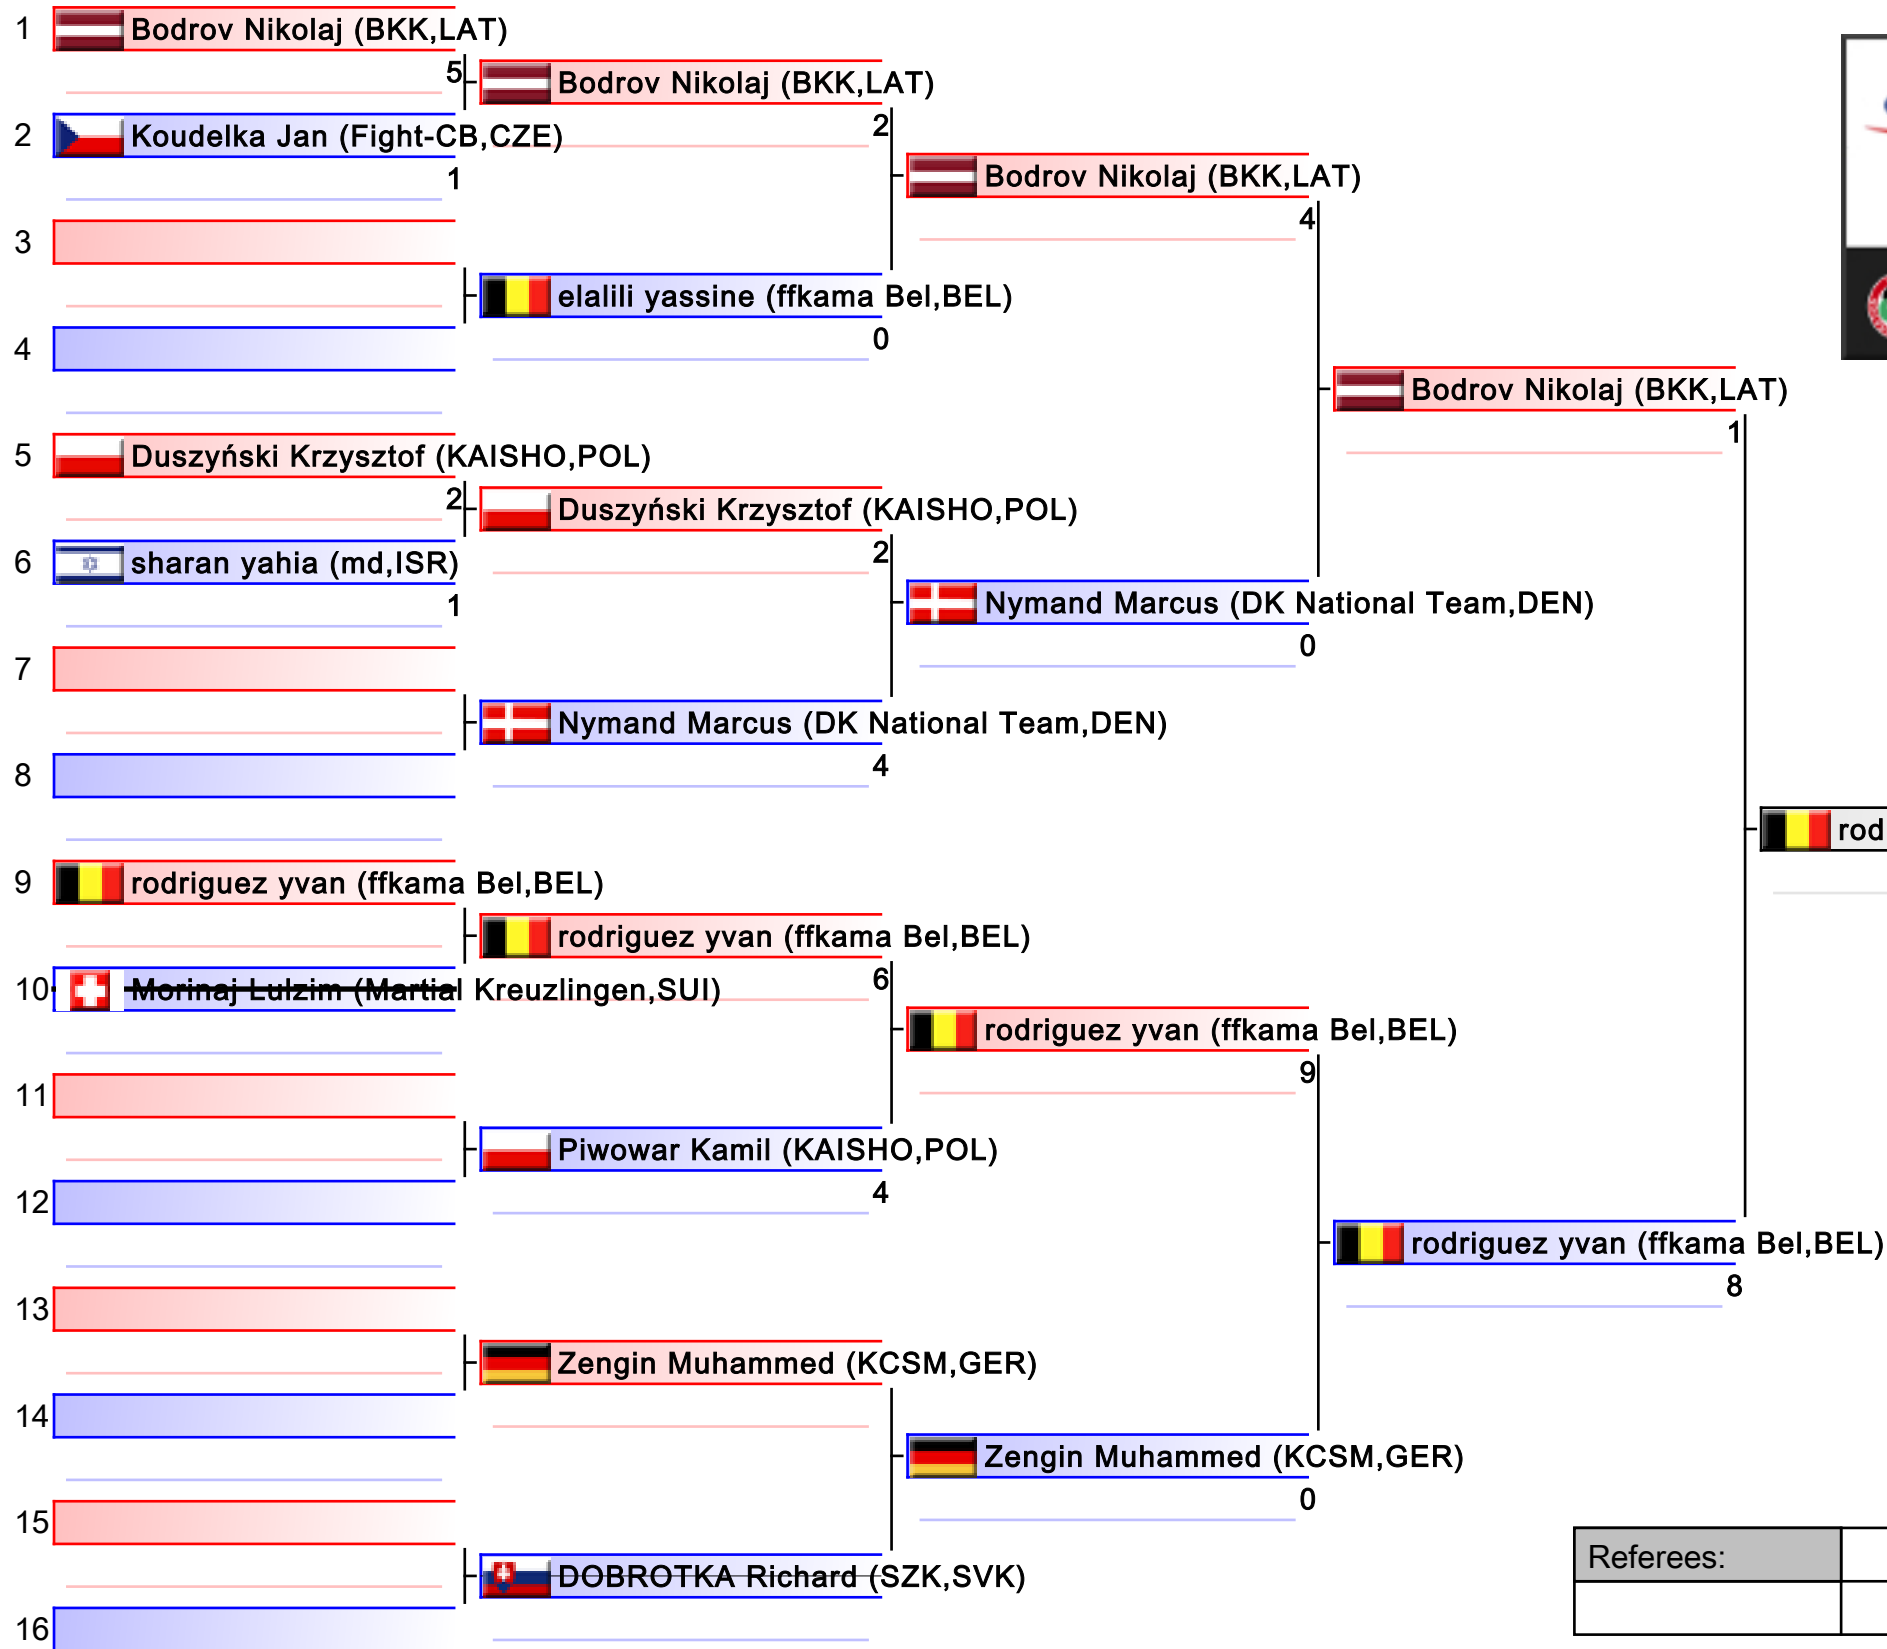 1 Bodrov Nikolaj (BKK,LAT)
5 Bodrov Nikolaj (BKK,LAT)
2 Koudelka Jan (Fight-CB,CZE)
2
1
Bodrov Nikolaj (BKK,LAT)
4
3
elalili yassine (ffkama Bel,BEL)
0
4
Bodrov Nikolaj (BKK,LAT)
1
5 Duszyński Krzysztof (KAISHO,POL)
2 Duszyński Krzysztof (KAISHO,POL)
2
6 sharan yahia (md,ISR)
1
Nymand Marcus (DK National Team,DEN)
0
7
Nymand Marcus (DK National Team,DEN)
4
8
rod
9 rodriguez yvan (ffkama Bel,BEL)
rodriguez yvan (ffkama Bel,BEL)
6
10 Morinaj Lulzim (Martial Kreuzlingen,SUI)
rodriguez yvan (ffkama Bel,BEL)
9
11
Piwowar Kamil (KAISHO,POL)
4
12
rodriguez yvan (ffkama Bel,BEL)
8
13
Zengin Muhammed (KCSM,GER)
14
Zengin Muhammed (KCSM,GER)
0
15
Referees:
DOBROTKA Richard (SZK,SVK)
16